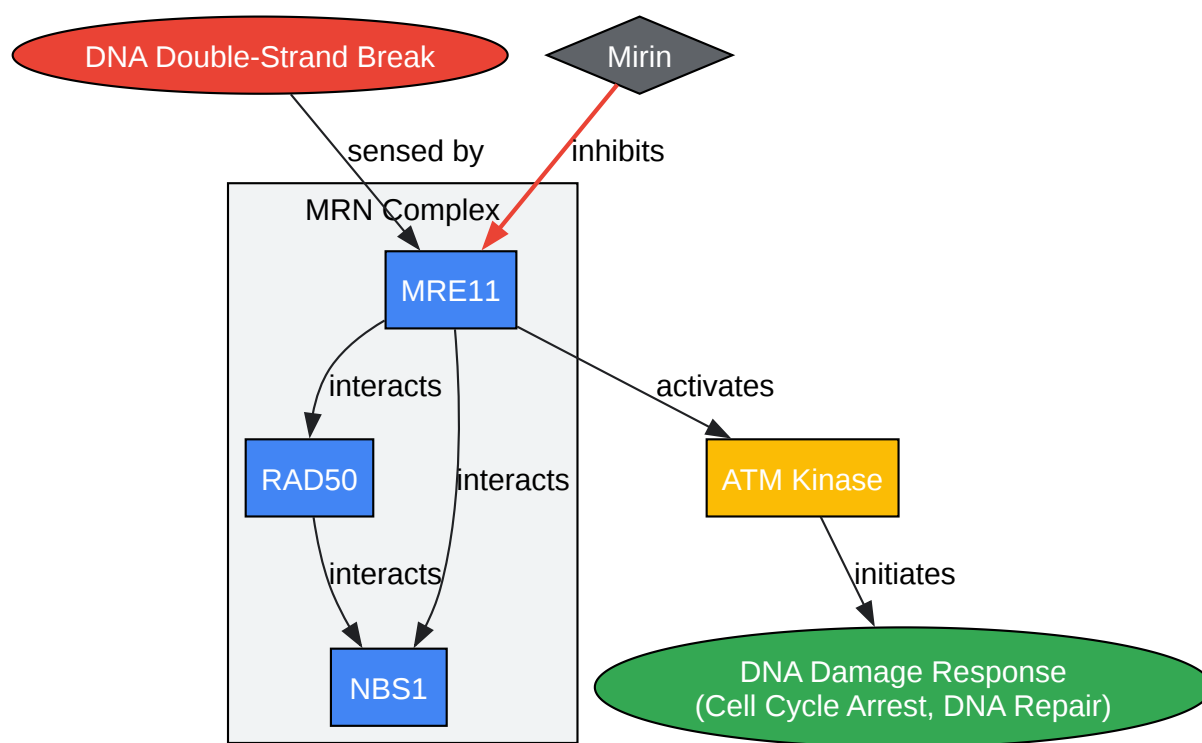 DNA Double-Strand Break
Mirin
sensed by
inhibits
MRN Complex
MRE11
interacts
activates
RAD50
interacts
ATM Kinase
interacts
initiates
NBS1
DNA Damage Response
(Cell Cycle Arrest, DNA Repair)